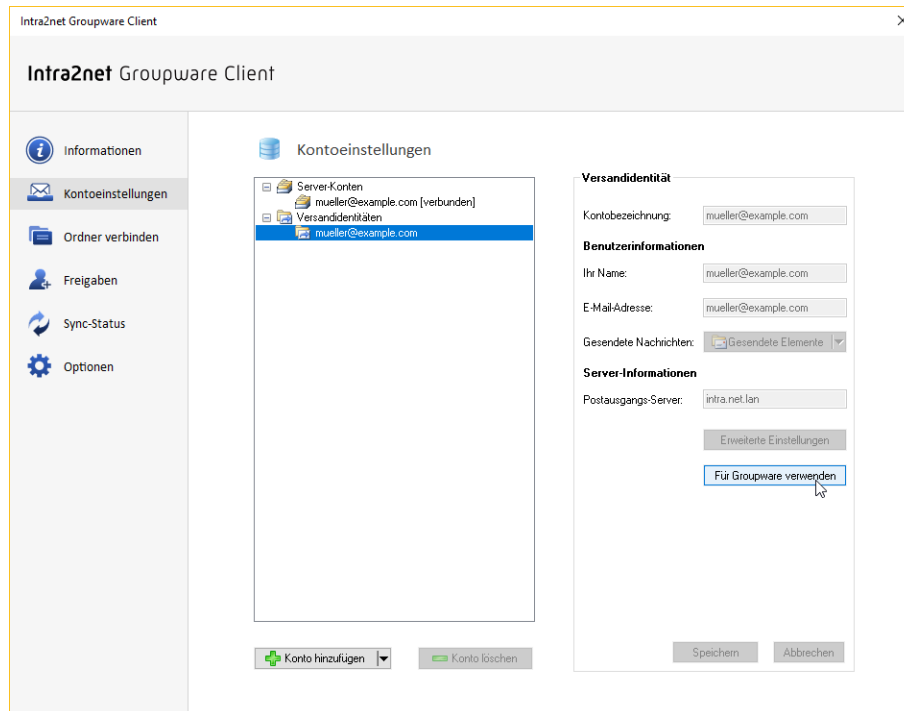 Intra2net Groupware Client
Intra2net Groupware Client
Informationen
Kontoeinstellungen
Ordner verbinden
Freigaben
Sync-Status
Optionen
Kontoeinstellungen
Server-Konten
mueller@example.com [verbunden]
Versandidentitäten
mueller@example.com
Konto hinzufügen
Konto löschen
Versandidentität
Kontobezeichnung: mueller@example.com
Benutzerinformationen
Ihr Name: mueller@example.com
E-Mail-Adresse: mueller@example.com
Gesendete Nachrichten: Gesendete Elemente
Server-Informationen
Postausgangs-Server: intra.net.lan
Erweiterte Einstellungen
Für Groupware verwenden
Speichern Abbrechen